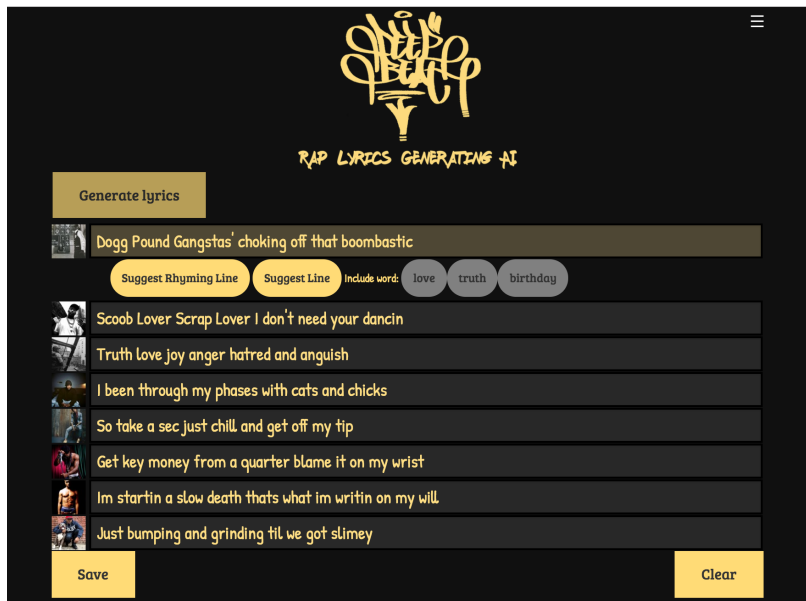 DEEP
BEAT
RAP LYRICS GENERATING AI
Generate lyrics
Dogg Pound Gangstas' choking off that boombastic
Suggest Rhyming Line Suggest Line Include word: love truth birthday
Scoob Lover Scrap Lover I don't need your dancin
Truth love joy anger hatred and anguish
I been through my phases with cats and chicks
So take a sec just chill and get off my tip
Get key money from a quarter blame it on my wrist
Im startin a slow death thats what im writin on my will
Just bumping and grinding til we got slimey
Save Clear